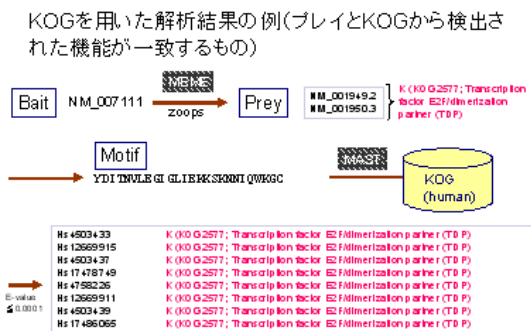 KOGを用いた解析結果の例(プレイとKOGから検出さ
れた機能が一致するもの)
MEME
Bait NM_007111 zoops Prey
NM_001949.2
NM_001950.3
K (KOG2577; Transcription
factor E2F/dimerization
partner (TDP)
Motif
YDITNVLEGIGLIEKKSKNNIQWKGC
MAST
KOG
(human)
Hs4503433 K (KOG2577; Transcription factor E2F/dimerization partner (TDP)
Hs12669915 K (KOG2577; Transcription factor E2F/dimerization partner (TDP)
Hs4503437 K (KOG2577; Transcription factor E2F/dimerization partner (TDP)
Hs17478749 K (KOG2577; Transcription factor E2F/dimerization partner (TDP)
Hs4758226 K (KOG2577; Transcription factor E2F/dimerization partner (TDP)
Hs12669911 K (KOG2577; Transcription factor E2F/dimerization partner (TDP)
Hs4503439 K (KOG2577; Transcription factor E2F/dimerization partner (TDP)
Hs17486065 K (KOG2577; Transcription factor E2F/dimerization partner (TDP)
E-value
≦0.0001